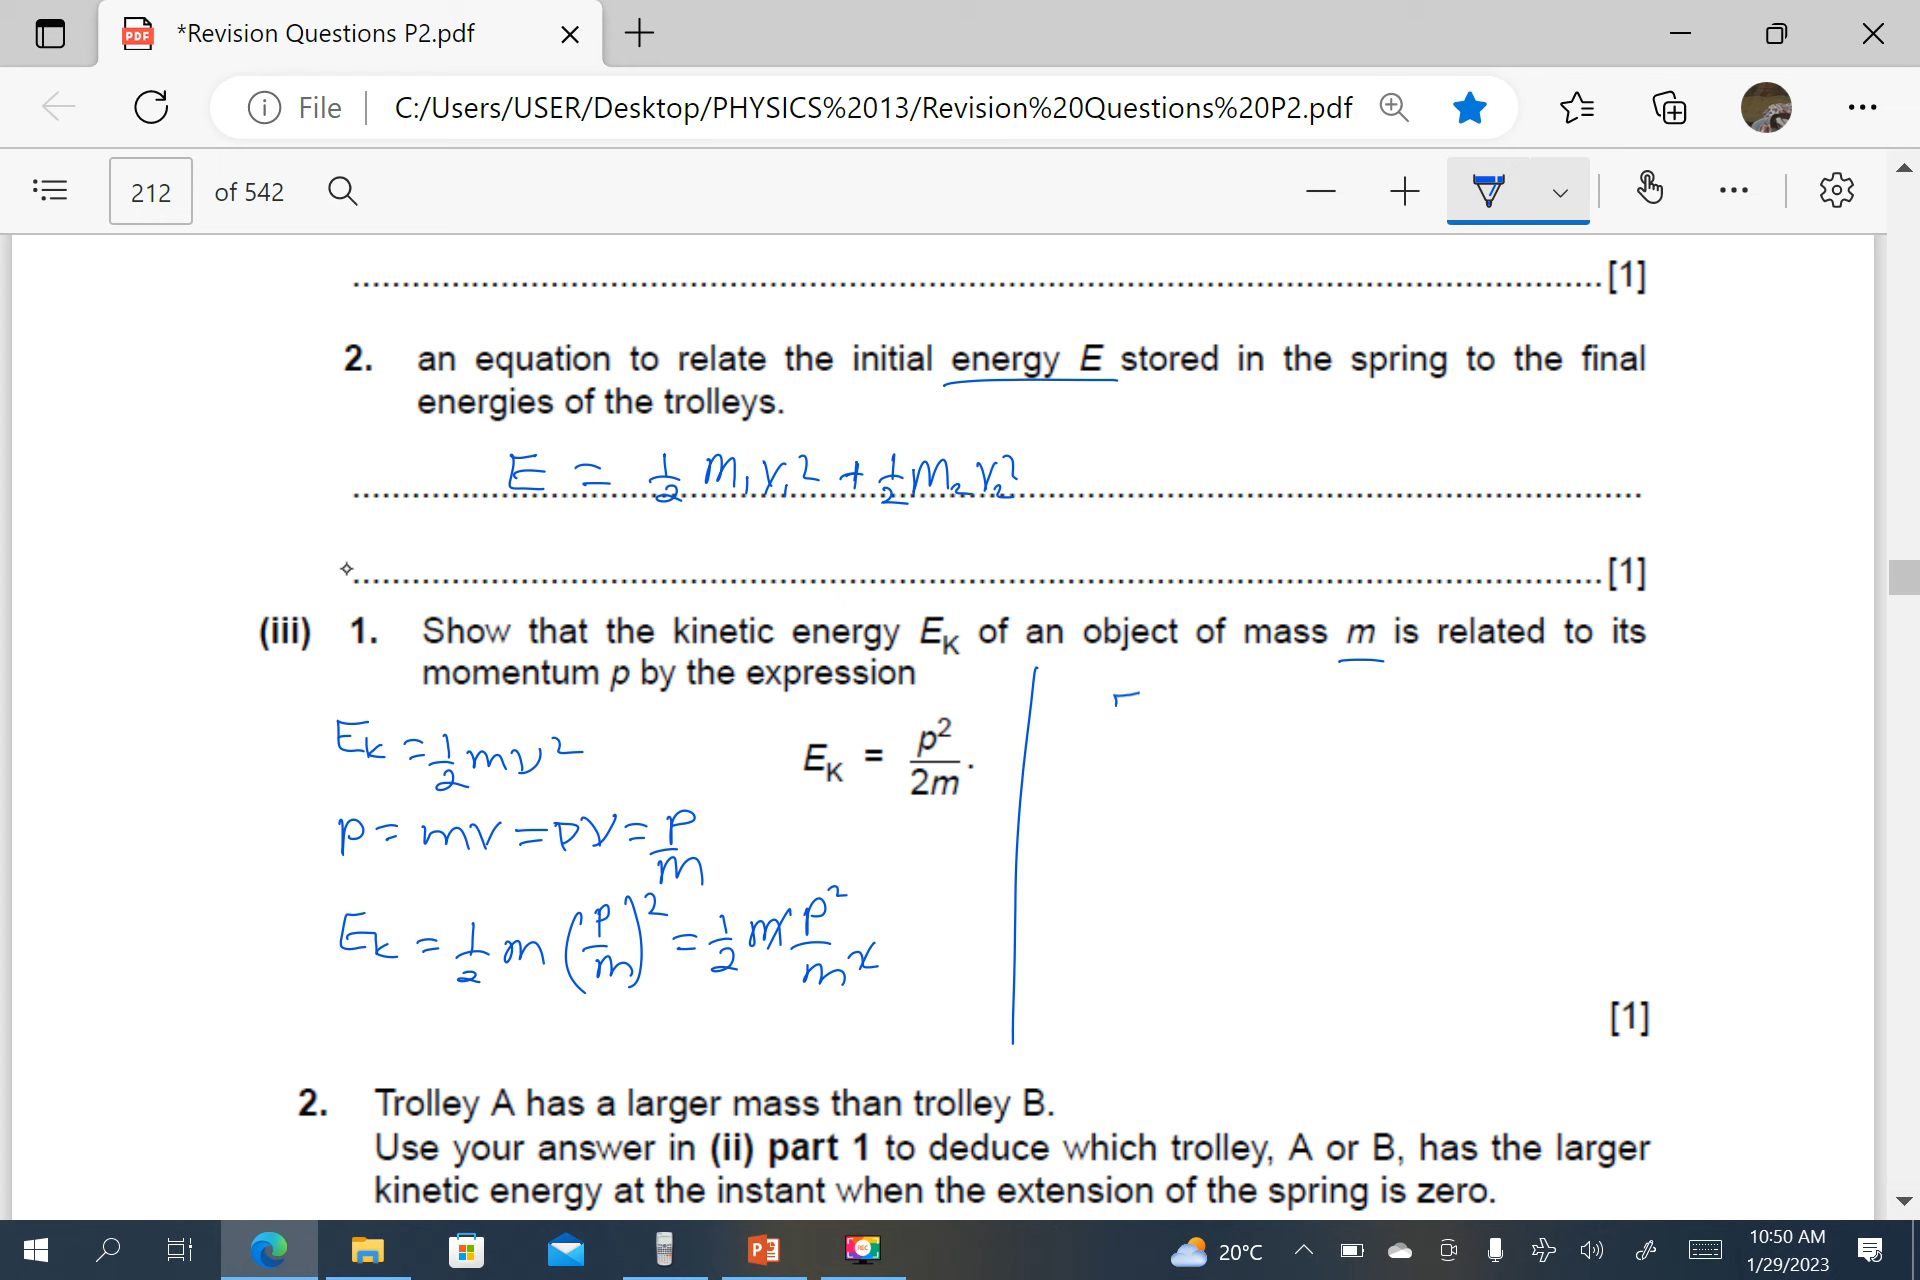 *Revision Questions P2.pdf
File | C:/Users/USER/Desktop/PHYSICS%2013/Revision%20Questions%20P2.pdf
212 of 542
[1]
2. an equation to relate the initial energy E stored in the spring to the final
energies of the trolleys.
E = 1/2 m₁v₁² + 1/2 m₂v₂²
[1]
(iii) 1. Show that the kinetic energy E_K of an object of mass m is related to its
momentum p by the expression
E_k = 1/2 mv²
E_K = p²/2m.
p = mv = DV = P/m
E_k = 1/2 m (p/m)² = 1/2 m p²/m²
[1]
2. Trolley A has a larger mass than trolley B.
Use your answer in (ii) part 1 to deduce which trolley, A or B, has the larger
kinetic energy at the instant when the extension of the spring is zero.
20°C
10:50 AM
1/29/2023